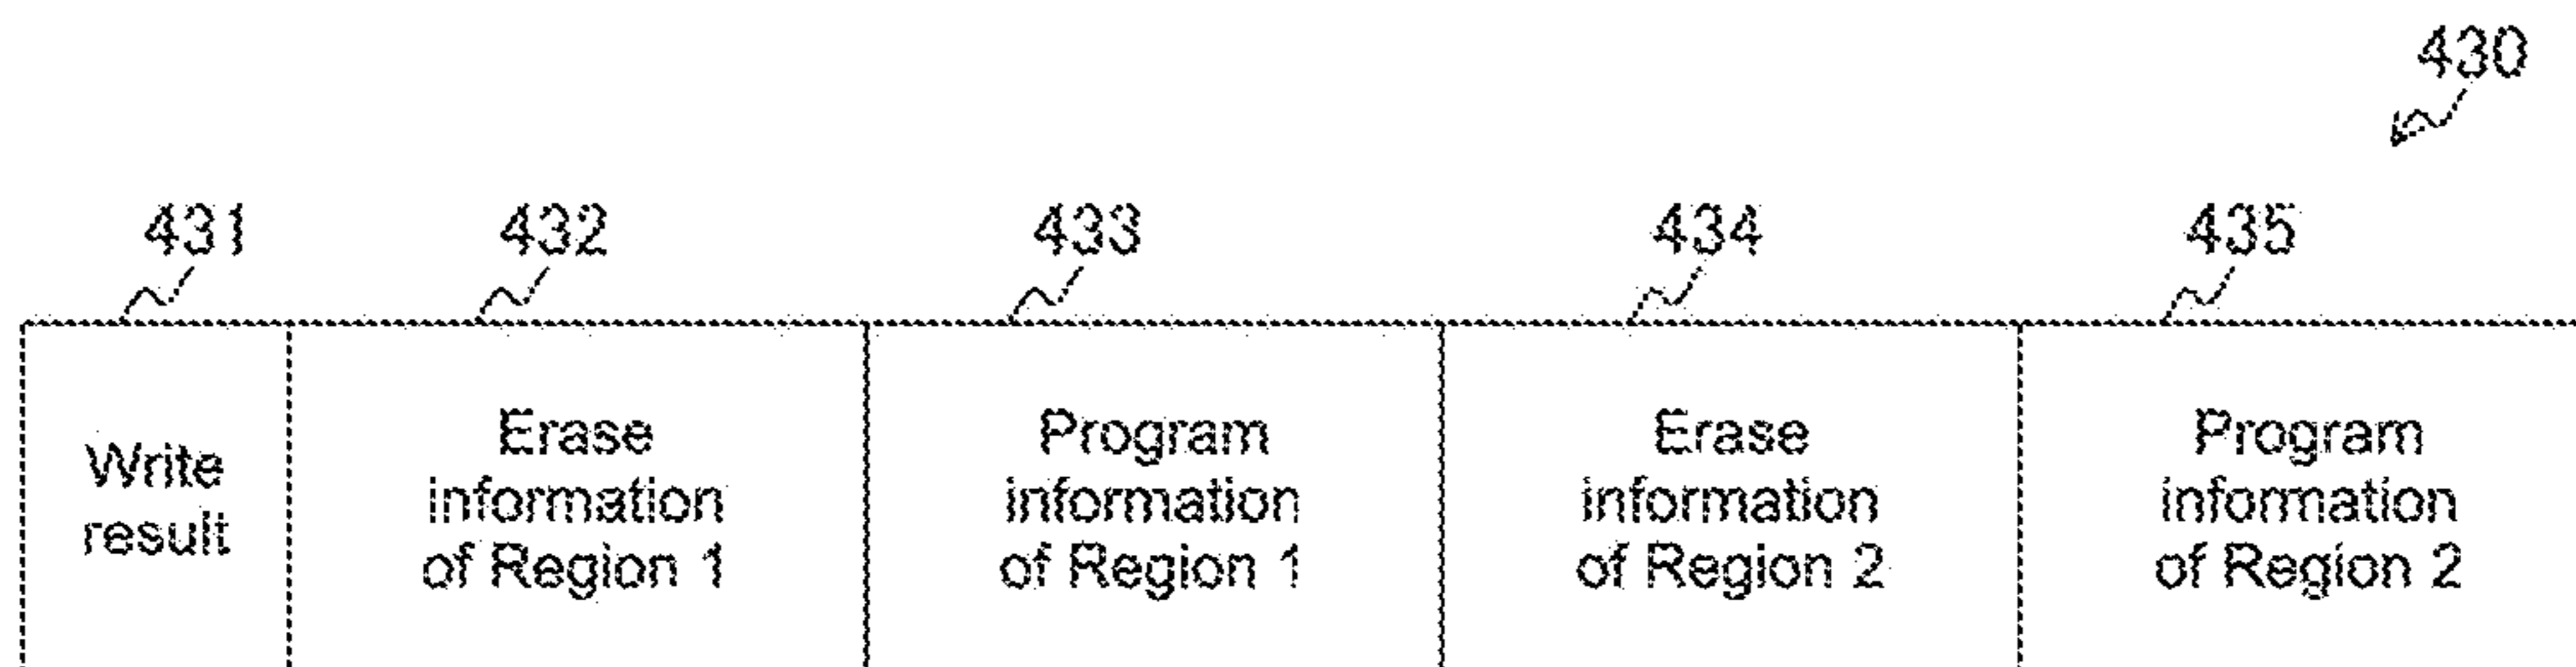 430
431
432
433
434
435
Write
result
Erase
information
of Region 1
Program
information
of Region 1
Erase
information
of Region 2
Program
information
of Region 2